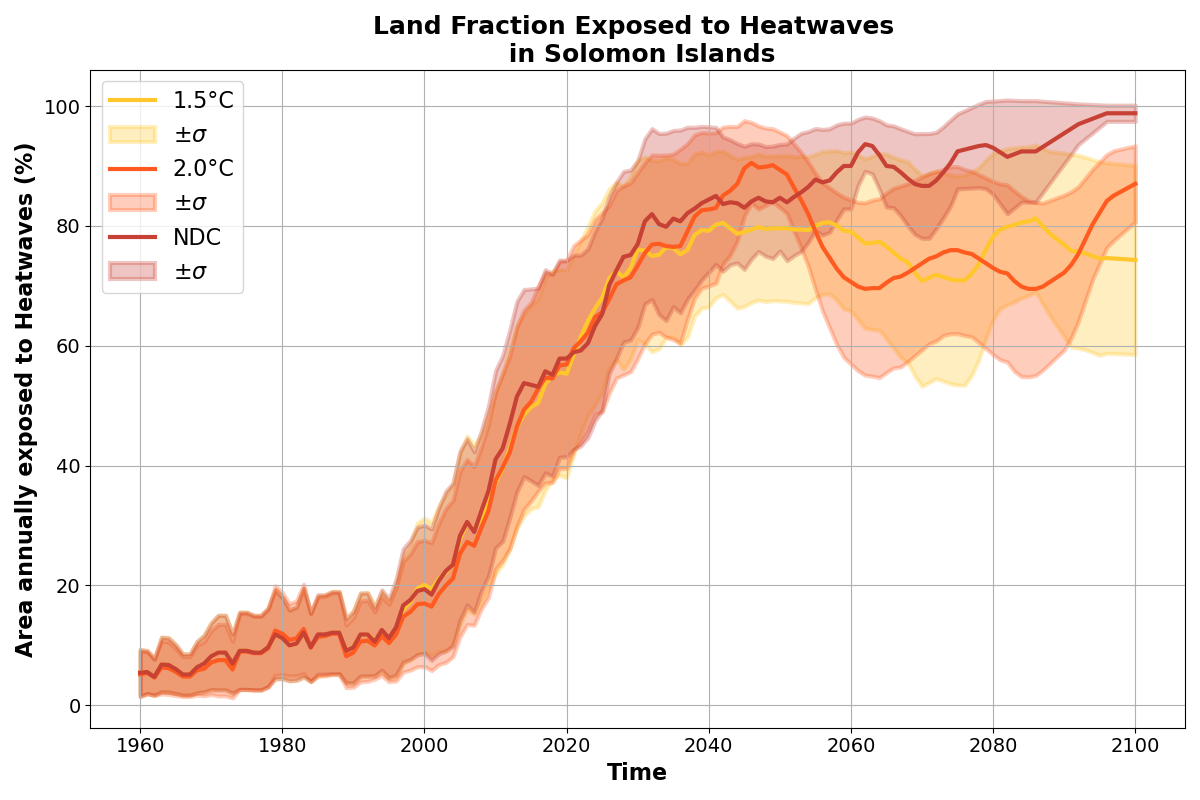 Land Fraction Exposed to Heatwaves
in Solomon Islands
Area annually exposed to Heatwaves (%)
100
80
60
40
20
0
1.5°C
±σ
2.0°C
±σ
NDC
±σ
1960 1980 2000 2020 2040 2060 2080 2100
Time